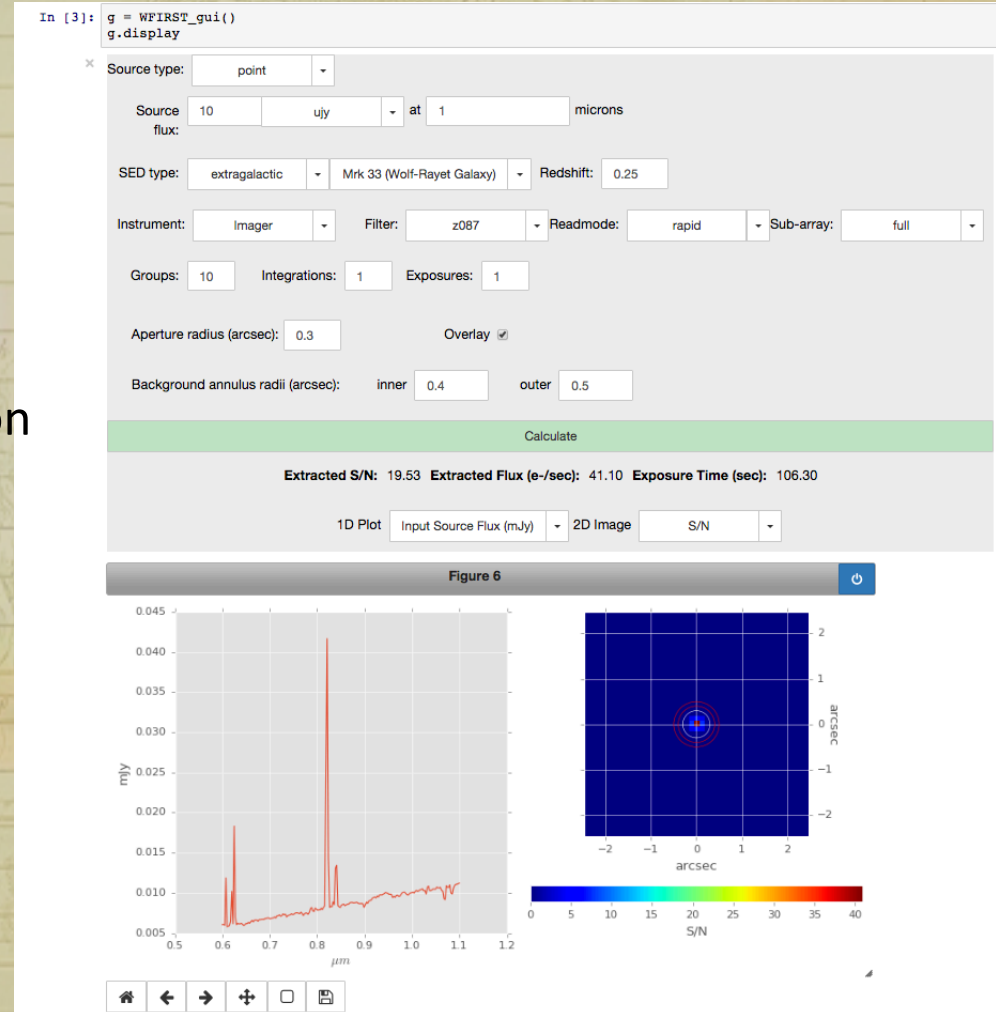 In [3]: g = WFIRST_gui()
g.display
× Source type: point
Source flux: 10 ujy at 1 microns
SED type: extragalactic Mrk 33 (Wolf-Rayet Galaxy) Redshift: 0.25
Instrument: Imager Filter: z087 Readmode: rapid Sub-array: full
Groups: 10 Integrations: 1 Exposures: 1
Aperture radius (arcsec): 0.3 Overlay
Background annulus radii (arcsec): inner 0.4 outer 0.5
on
Calculate
Extracted S/N: 19.53 Extracted Flux (e-/sec): 41.10 Exposure Time (sec): 106.30
1D Plot Input Source Flux (mJy) 2D Image S/N
Figure 6
0.045
0.040
0.035
0.030
0.025
0.020
0.015
0.010
0.005
mJy
0.5 0.6 0.7 0.8 0.9 1.0 1.1 1.2
μm
2
1
0
−1
−2
arcsec
−2 −1 0 1 2
arcsec
0 5 10 15 20 25 30 35 40
S/N